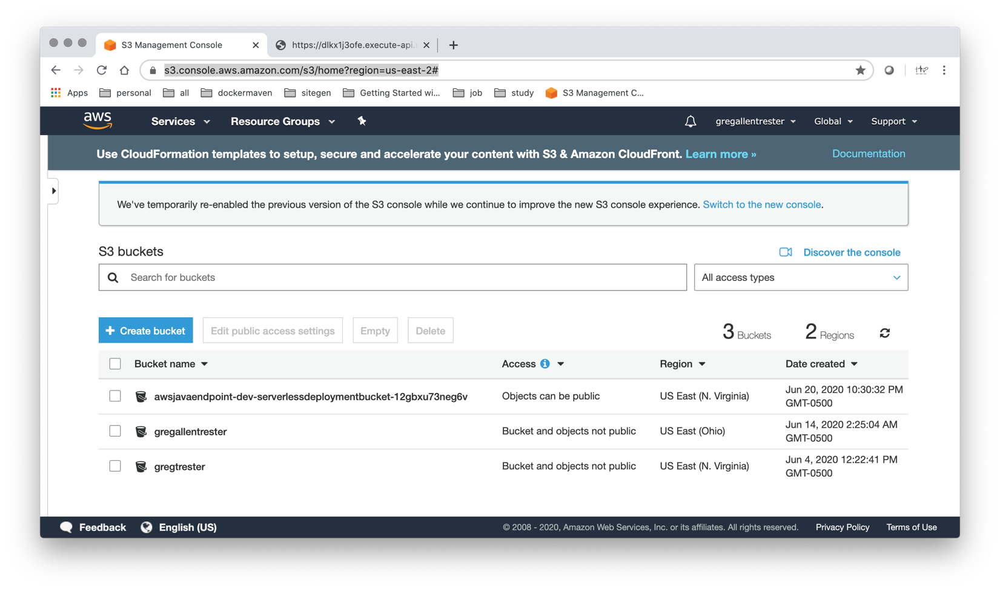 S3 Management Console
https://dlkx1j3ofe.execute-api.
s3.console.aws.amazon.com/s3/home?region=us-east-2#
Apps personal all dockermaven sitegen Getting Started wi... job study S3 Management C...
aws Services Resource Groups gregallentrester Global Support
Use CloudFormation templates to setup, secure and accelerate your content with S3 & Amazon CloudFront. Learn more » Documentation
We've temporarily re-enabled the previous version of the S3 console while we continue to improve the new S3 console experience. Switch to the new console.
S3 buckets
Discover the console
Search for buckets
All access types
+ Create bucket Edit public access settings Empty Delete 3 Buckets 2 Regions
Bucket name Access Region Date created
awsjavaendpoint-dev-serverlessdeploymentbucket-12gbxu73neg6v Objects can be public US East (N. Virginia) Jun 20, 2020 10:30:32 PM
GMT-0500
gregallentrester Bucket and objects not public US East (Ohio) Jun 14, 2020 2:25:04 AM
GMT-0500
gregtrester Bucket and objects not public US East (N. Virginia) Jun 4, 2020 12:22:41 PM
GMT-0500
Feedback English (US) © 2008 - 2020, Amazon Web Services, Inc. or its affiliates. All rights reserved. Privacy Policy Terms of Use